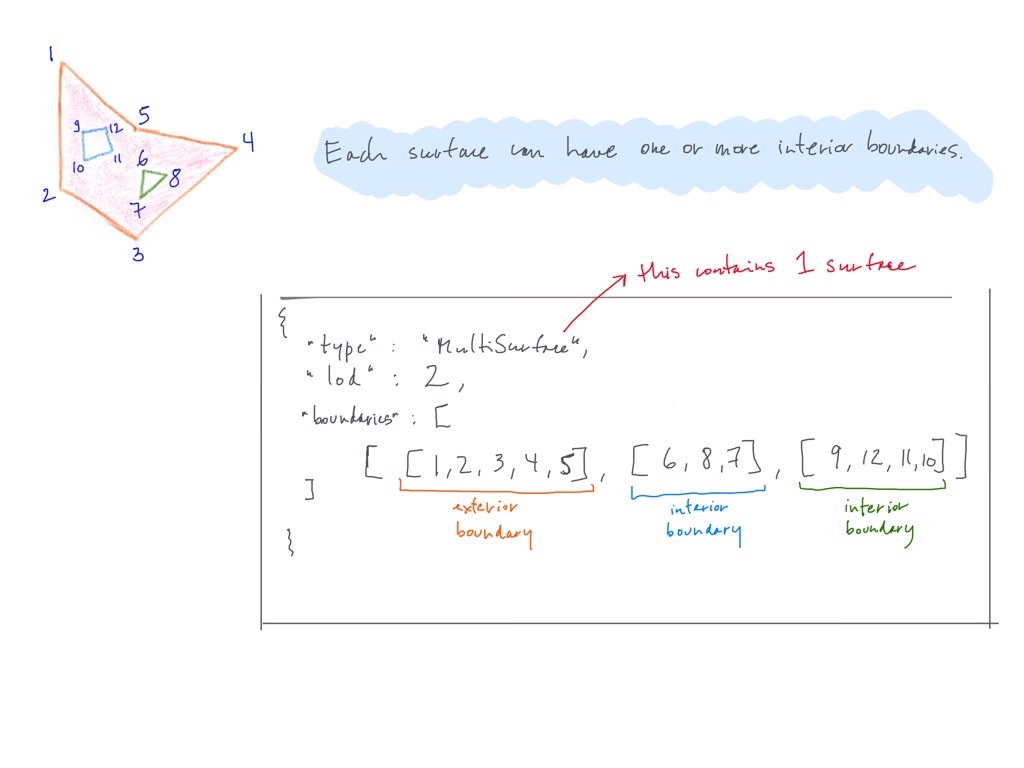 1
5
4
9
12
10
11
6
8
2
7
3
Each surface can have one or more interior boundaries.
this contains 1 surface
{
"type" : "MultiSurface",
"lod" : 2,
"boundaries" : [
[ [1,2,3,4,5], [6,8,7], [9,12,11,10] ]
]
exterior boundary
interior boundary
interior boundary
}